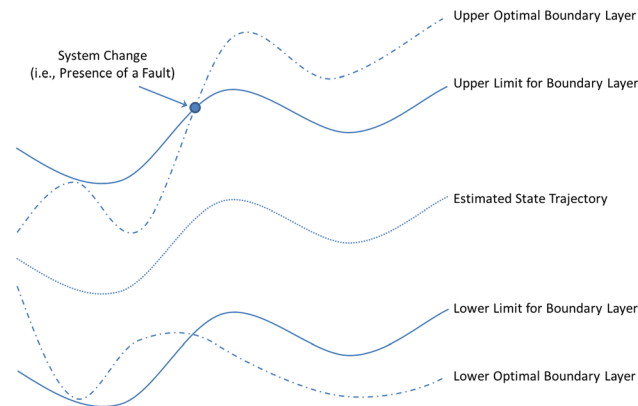 Upper Optimal Boundary Layer
System Change
(i.e., Presence of a Fault)
Upper Limit for Boundary Layer
Estimated State Trajectory
Lower Limit for Boundary Layer
Lower Optimal Boundary Layer